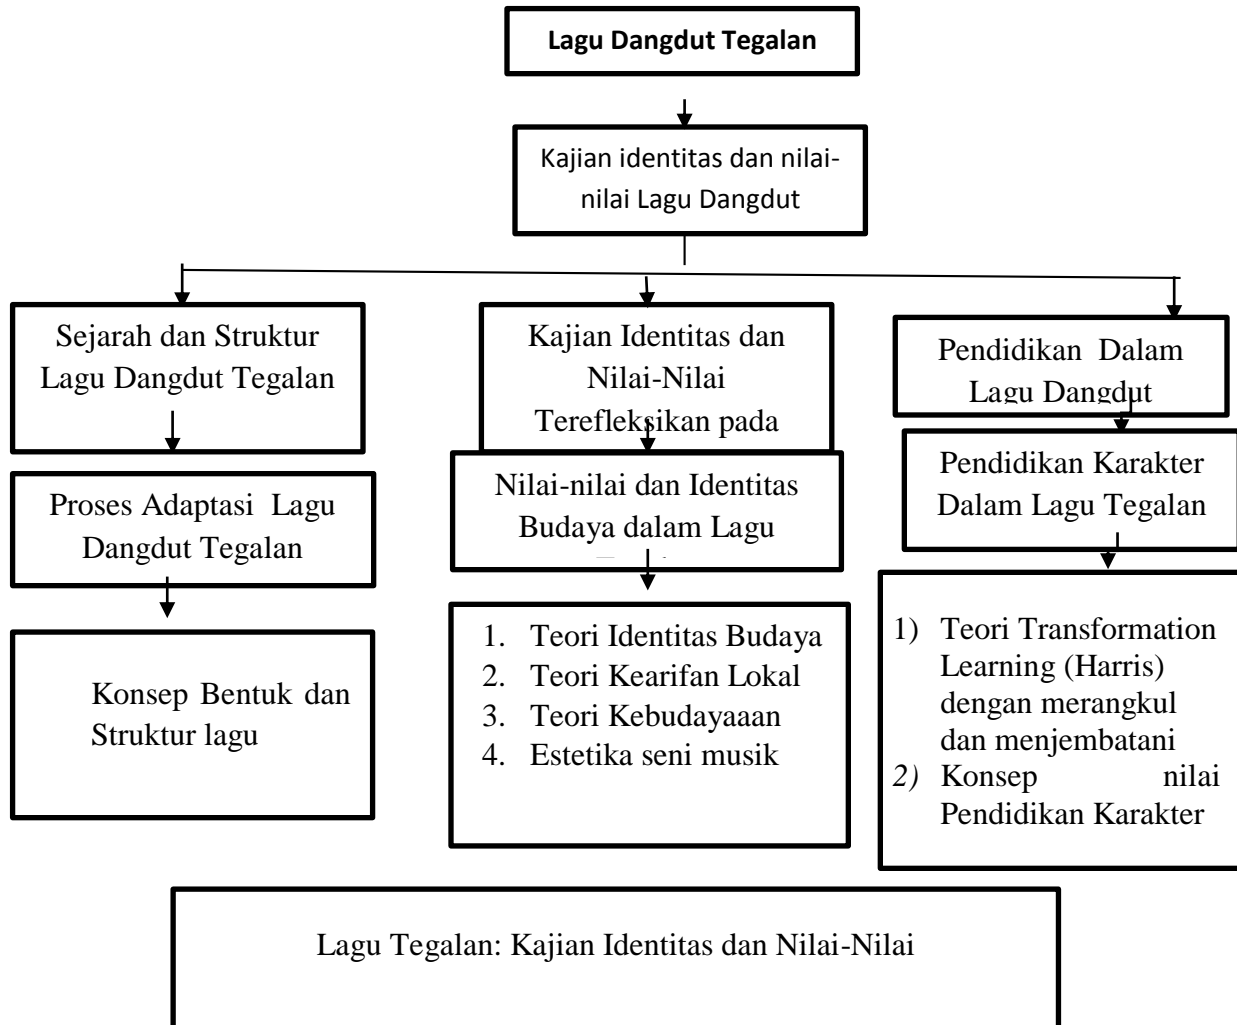 Lagu Dangdut Tegalan
Kajian identitas dan nilai-
nilai Lagu Dangdut
Sejarah dan Struktur
Lagu Dangdut Tegalan
Kajian Identitas dan
Nilai-Nilai
Terefleksikan pada
Pendidikan Dalam
Lagu Dangdut
Proses Adaptasi Lagu
Dangdut Tegalan
Nilai-nilai dan Identitas
Budaya dalam Lagu
Pendidikan Karakter
Dalam Lagu Tegalan
Konsep Bentuk dan
Struktur lagu
1. Teori Identitas Budaya
2. Teori Kearifan Lokal
3. Teori Kebudayaaan
4. Estetika seni musik
1) Teori Transformation
Learning (Harris)
dengan merangkul
dan menjembatani
2) Konsep nilai
Pendidikan Karakter
Lagu Tegalan: Kajian Identitas dan Nilai-Nilai